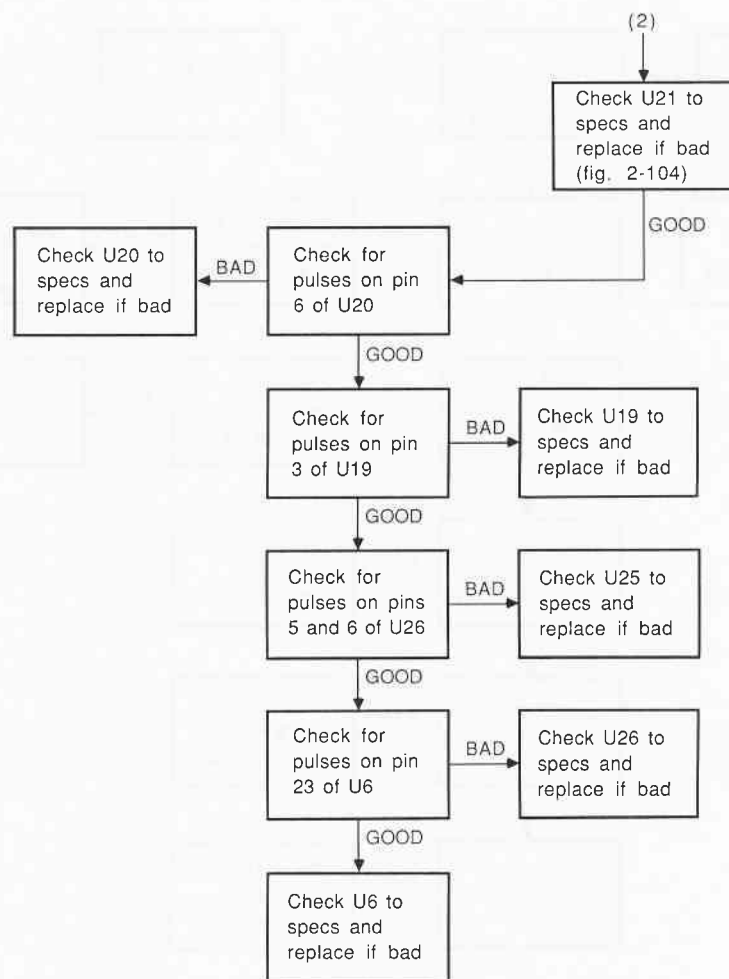 (2)
Check U21 to
specs and
replace if bad
(fig. 2-104)
GOOD
Check for
pulses on pin
6 of U20
BAD
Check U20 to
specs and
replace if bad
GOOD
Check for
pulses on pin
3 of U19
BAD
Check U19 to
specs and
replace if bad
GOOD
Check for
pulses on pins
5 and 6 of U26
BAD
Check U25 to
specs and
replace if bad
GOOD
Check for
pulses on pin
23 of U6
BAD
Check U26 to
specs and
replace if bad
GOOD
Check U6 to
specs and
replace if bad